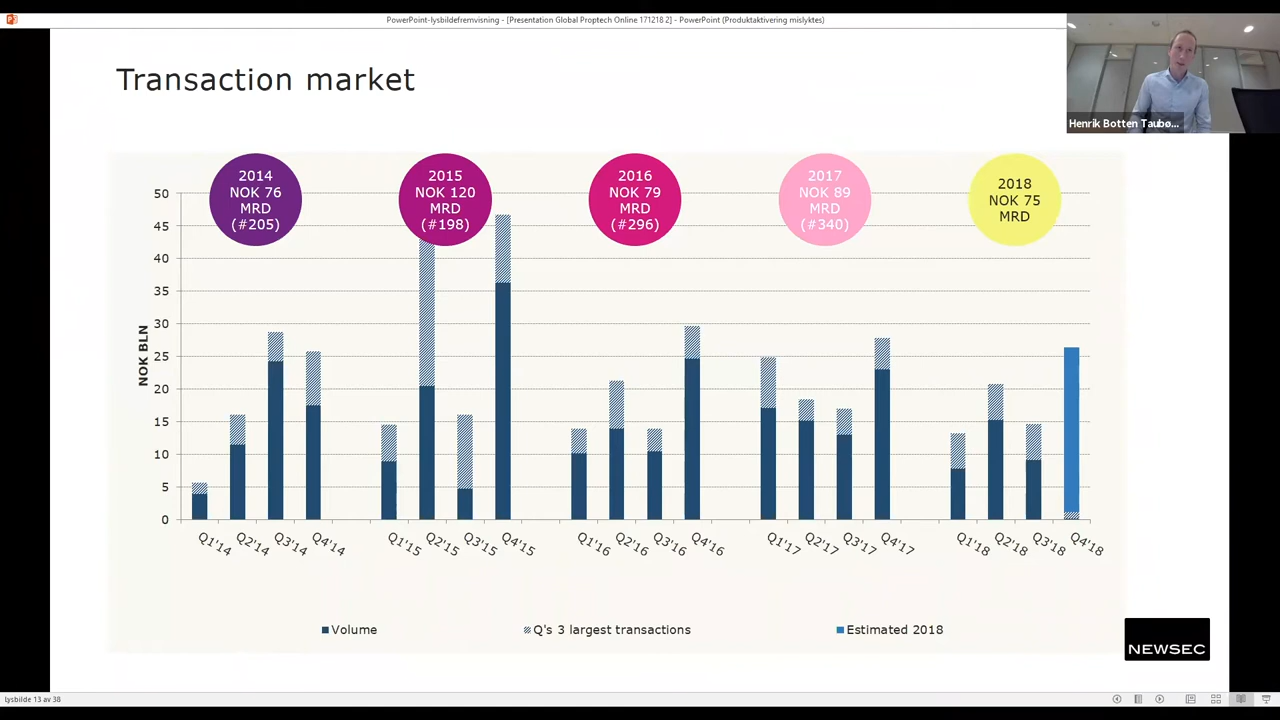 PowerPoint-lysbildefremvisning - [Presentation Global Proptech Online 171218 2] - PowerPoint (Produktaktivering mislyktes)
Henrik Botten Taubø...
Transaction market
2014
NOK 76
MRD
(#205)
2015
NOK 120
MRD
(#198)
2016
NOK 79
MRD
(#296)
2017
NOK 89
MRD
(#340)
2018
NOK 75
MRD
NOK BLN
50
45
40
35
30
25
20
15
10
5
0
Q1'14 Q2'14 Q3'14 Q4'14 Q1'15 Q2'15 Q3'15 Q4'15 Q1'16 Q2'16 Q3'16 Q4'16 Q1'17 Q2'17 Q3'17 Q4'17 Q1'18 Q2'18 Q3'18 Q4'18
Volume Q's 3 largest transactions Estimated 2018
NEWSEC
Lysbilde 13 av 38